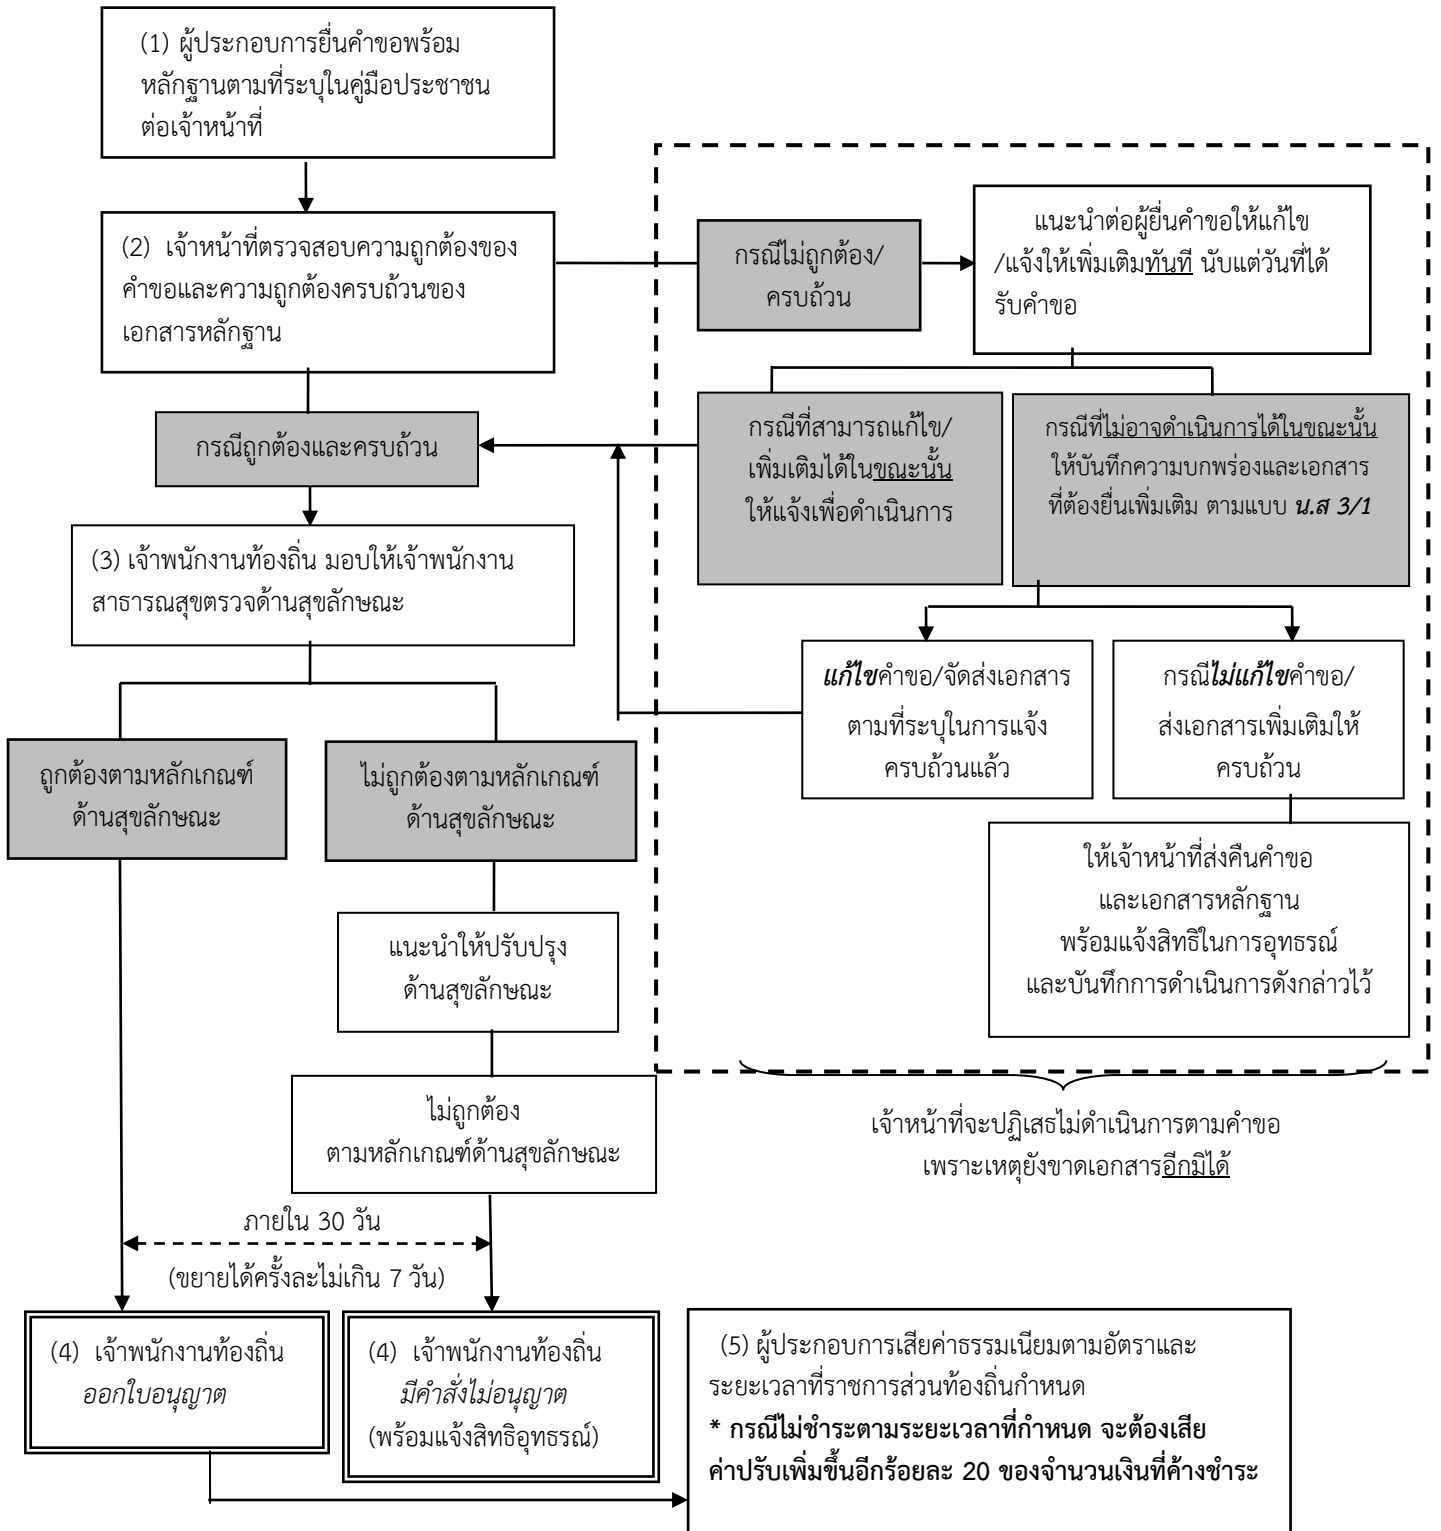 (1) ผู้ประกอบการยื่นคำขอพร้อม
หลักฐานตามที่ระบุในคู่มือประชาชน
ต่อเจ้าหน้าที่
(2) เจ้าหน้าที่ตรวจสอบความถูกต้องของ
คำขอและความถูกต้องครบถ้วนของ
เอกสารหลักฐาน
กรณีไม่ถูกต้อง/
ครบถ้วน
แนะนำต่อผู้ยื่นคำขอให้แก้ไข
/แจ้งให้เพิ่มเติมทันที นับแต่วันที่ได้
รับคำขอ
กรณีถูกต้องและครบถ้วน
กรณีที่สามารถแก้ไข/
เพิ่มเติมได้ในขณะนั้น
ให้แจ้งเพื่อดำเนินการ
กรณีที่ไม่อาจดำเนินการได้ในขณะนั้น
ให้บันทึกความบกพร่องและเอกสาร
ที่ต้องยื่นเพิ่มเติม ตามแบบ น.ส 3/1
(3) เจ้าพนักงานท้องถิ่น มอบให้เจ้าพนักงาน
สาธารณสุขตรวจด้านสุขลักษณะ
แก้ไขคำขอ/จัดส่งเอกสาร
ตามที่ระบุในการแจ้ง
ครบถ้วนแล้ว
กรณีไม่แก้ไขคำขอ/
ส่งเอกสารเพิ่มเติมให้
ครบถ้วน
ถูกต้องตามหลักเกณฑ์
ด้านสุขลักษณะ
ไม่ถูกต้องตามหลักเกณฑ์
ด้านสุขลักษณะ
ให้เจ้าหน้าที่ส่งคืนคำขอ
และเอกสารหลักฐาน
พร้อมแจ้งสิทธิในการอุทธรณ์
และบันทึกการดำเนินการดังกล่าวไว้
แนะนำให้ปรับปรุง
ด้านสุขลักษณะ
ไม่ถูกต้อง
ตามหลักเกณฑ์ด้านสุขลักษณะ
เจ้าหน้าที่จะปฏิเสธไม่ดำเนินการตามคำขอ
เพราะเหตุยังขาดเอกสารอีกมิได้
ภายใน 30 วัน
(ขยายได้ครั้งละไม่เกิน 7 วัน)
(4) เจ้าพนักงานท้องถิ่น
ออกใบอนุญาต
(4) เจ้าพนักงานท้องถิ่น
มีคำสั่งไม่อนุญาต
(พร้อมแจ้งสิทธิอุทธรณ์)
(5) ผู้ประกอบการเสียค่าธรรมเนียมตามอัตราและ
ระยะเวลาที่ราชการส่วนท้องถิ่นกำหนด
* กรณีไม่ชำระตามระยะเวลาที่กำหนด จะต้องเสีย
ค่าปรับเพิ่มขึ้นอีกร้อยละ 20 ของจำนวนเงินที่ค้างชำระ